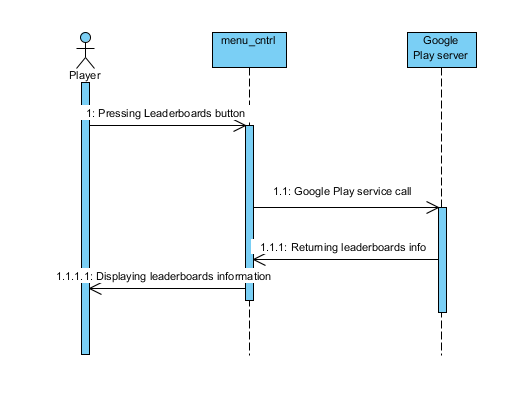 menu_cntrl
Google
Play server
Player
1: Pressing Leaderboards button
1.1: Google Play service call
1.1.1: Returning leaderboards info
1.1.1.1: Displaying leaderboards information